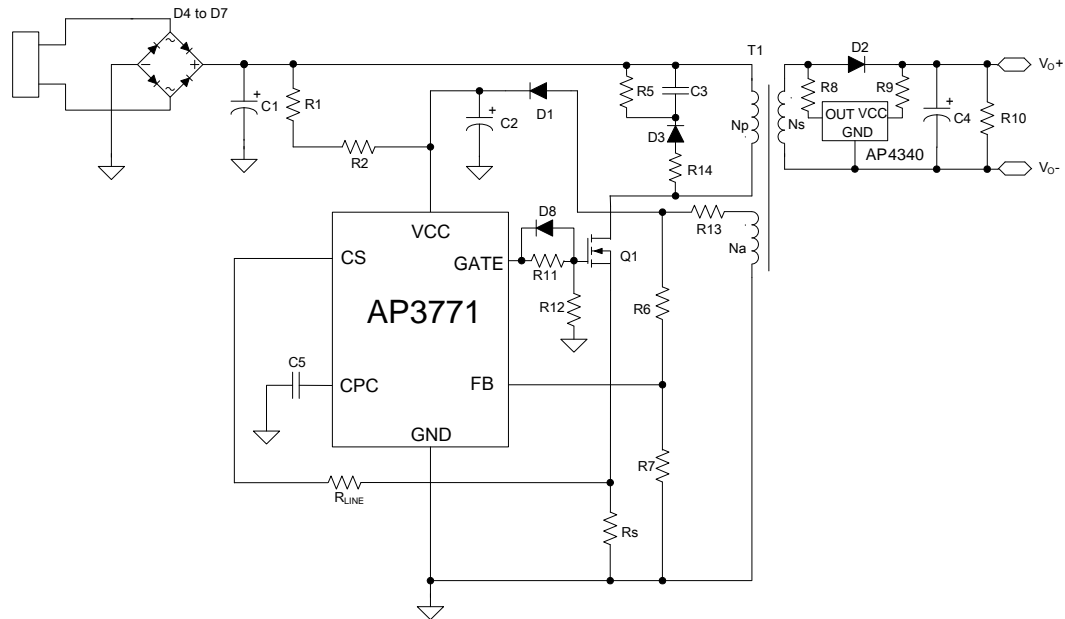 D4 to D7
T1
D2
C1
R1
C2
D1
R5
C3
R8
R9
OUT VCC
GND
AP4340
C4
R10
VO+
VO-
R2
D3
R14
Np
Ns
D8
R13
Na
VCC
CS
GATE
R11
Q1
R12
R6
AP3771
C5
CPC
FB
GND
R7
RLINE
Rs
~
~
+
-
+
+
+